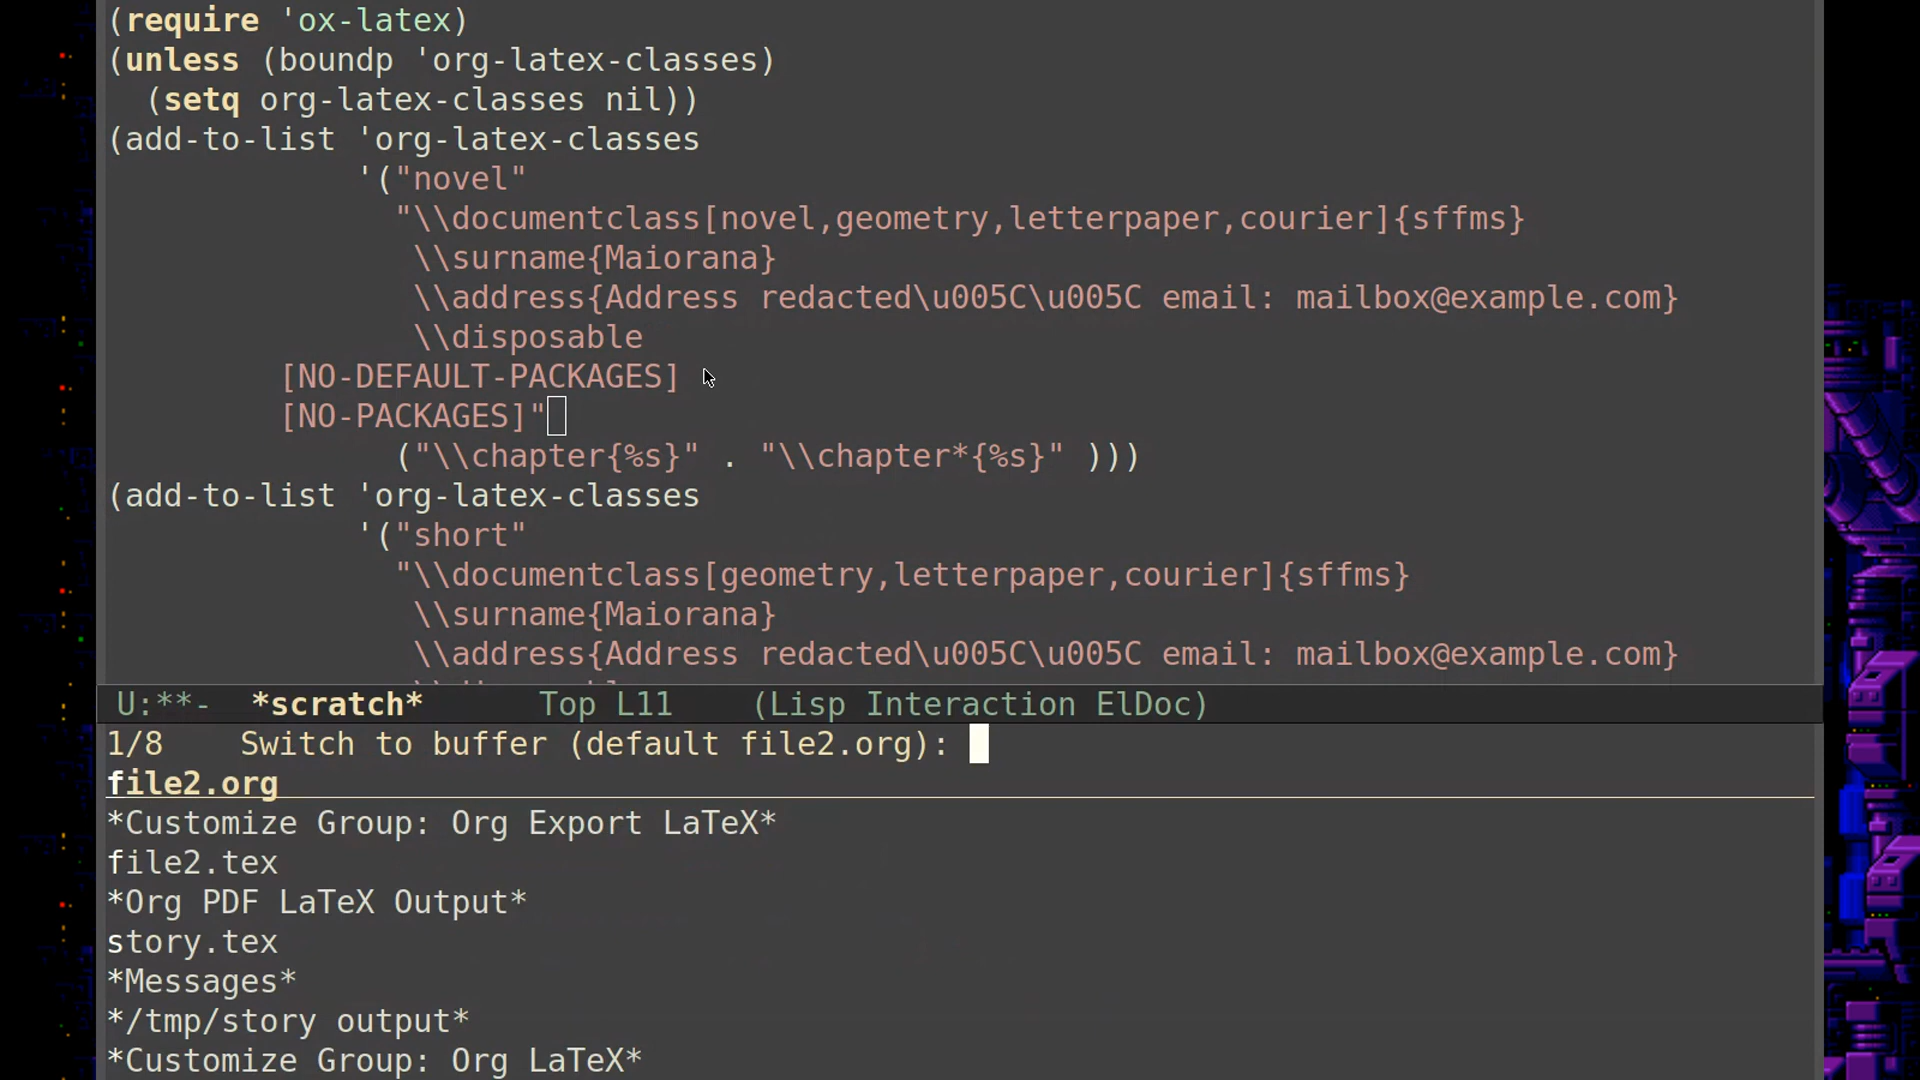 (require 'ox-latex)
(unless (boundp 'org-latex-classes)
  (setq org-latex-classes nil))
(add-to-list 'org-latex-classes
             '("novel"
               "\\documentclass[novel,geometry,letterpaper,courier]{sffms}
                \\surname{Maiorana}
                \\address{Address redacted\u005C\u005C email: mailbox@example.com}
                \\disposable
         [NO-DEFAULT-PACKAGES]
         [NO-PACKAGES]"
               ("\\chapter{%s}" . "\\chapter*{%s}" )))
(add-to-list 'org-latex-classes
             '("short"
               "\\documentclass[geometry,letterpaper,courier]{sffms}
                \\surname{Maiorana}
                \\address{Address redacted\u005C\u005C email: mailbox@example.com}
U:**-  *scratch*      Top L11    (Lisp Interaction ElDoc)
1/8    Switch to buffer (default file2.org):
file2.org
*Customize Group: Org Export LaTeX*
file2.tex
*Org PDF LaTeX Output*
story.tex
*Messages*
*/tmp/story output*
*Customize Group: Org LaTeX*